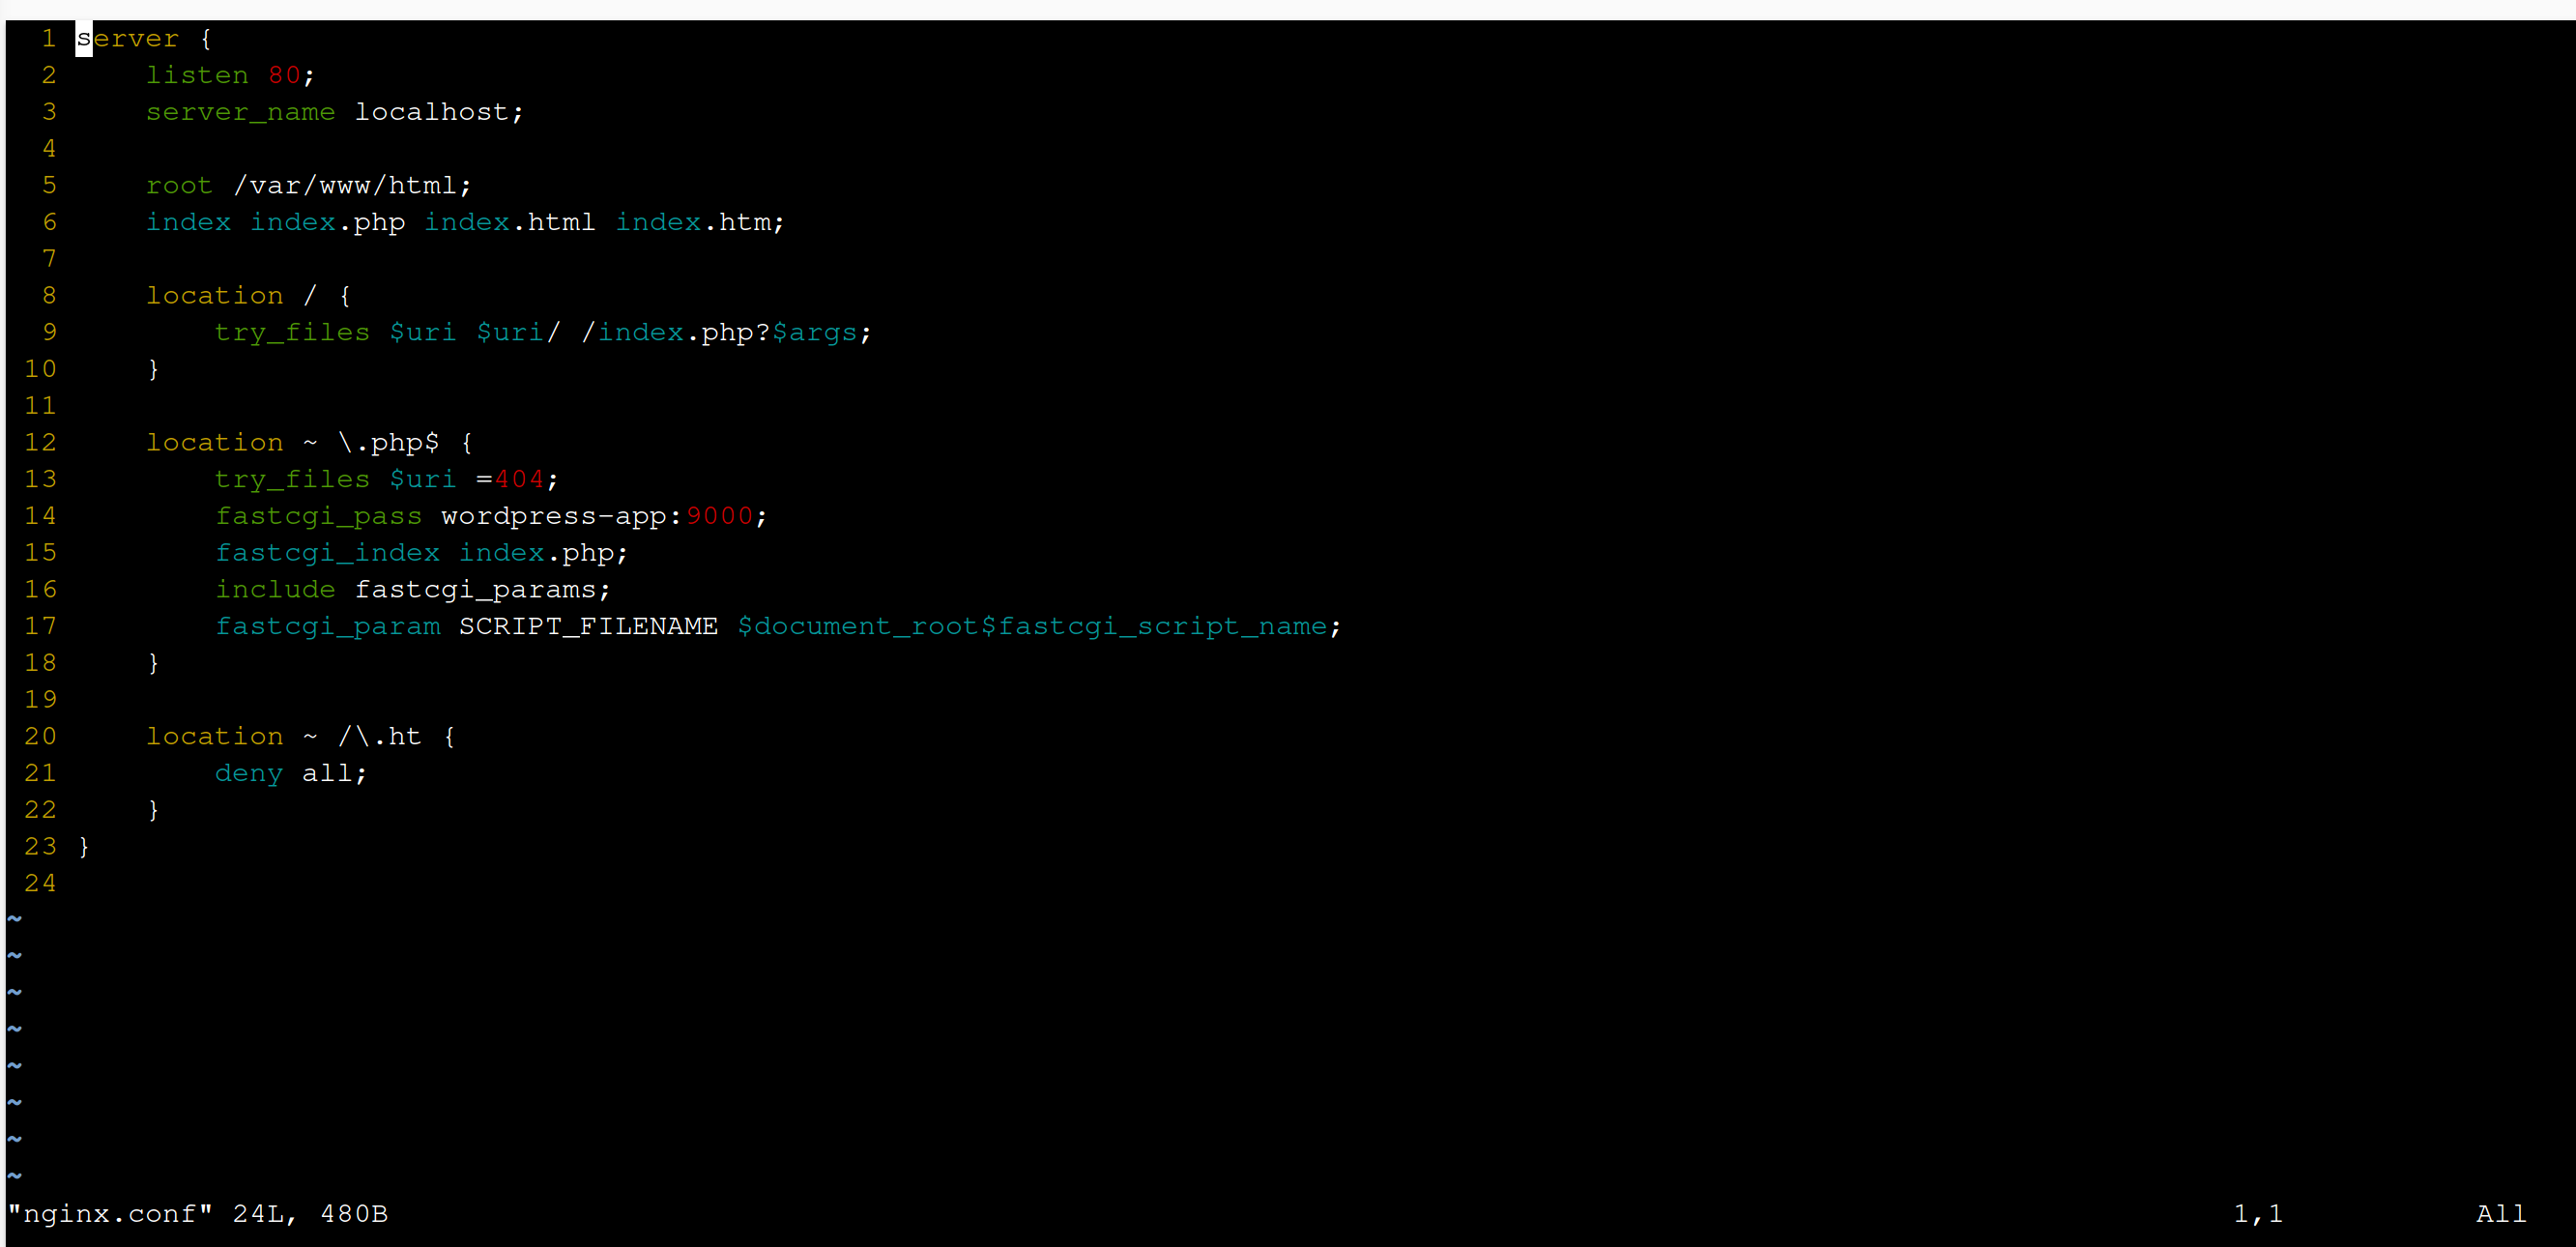 1 server {
2     listen 80;
3     server_name localhost;
4
5     root /var/www/html;
6     index index.php index.html index.htm;
7
8     location / {
9         try_files $uri $uri/ /index.php?$args;
10     }
11
12     location ~ \.php$ {
13         try_files $uri =404;
14         fastcgi_pass wordpress-app:9000;
15         fastcgi_index index.php;
16         include fastcgi_params;
17         fastcgi_param SCRIPT_FILENAME $document_root$fastcgi_script_name;
18     }
19
20     location ~ /\.ht {
21         deny all;
22     }
23 }
24
~
~
~
~
~
~
~
~
"nginx.conf" 24L, 480B 1,1 All